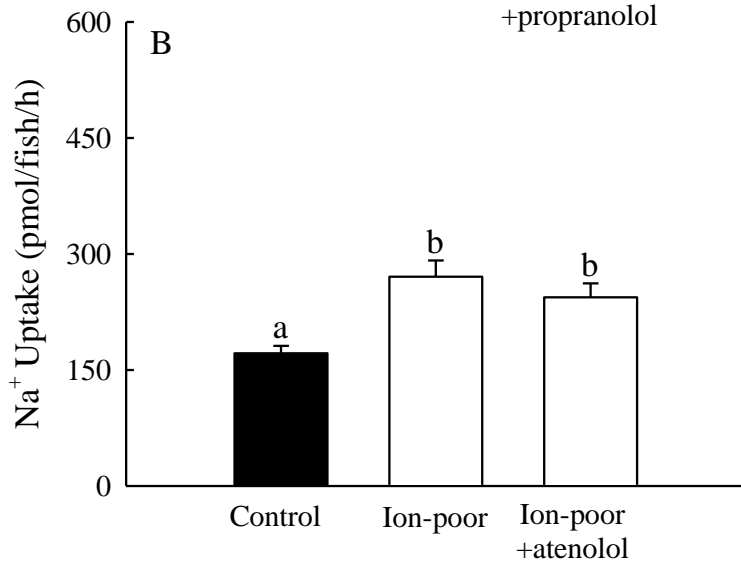 +propranolol
B
Na+ Uptake (pmol/fish/h)
600
450
300
150
0
a
b
b
Control
Ion-poor
Ion-poor
+atenolol